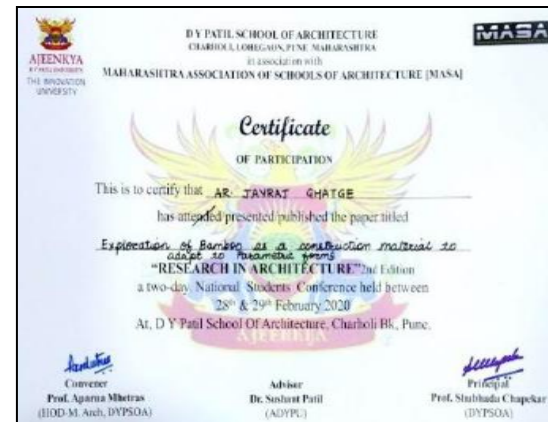 D Y PATIL SCHOOL OF ARCHITECTURE
CHARHOLI, LOHEGAON, PUNE MAHARASHTRA
in association with
MAHARASHTRA ASSOCIATION OF SCHOOLS OF ARCHITECTURE [MASA]
MASA
AJEENKYA
D Y PATIL UNIVERSITY
THE INNOVATION
UNIVERSITY
Certificate
OF PARTICIPATION
This is to certify that AR. JAYRAJ GHATGE
has attended presented published the paper titled
Exploration of Bamboo as a construction material to
adapt to Parametric forms
"RESEARCH IN ARCHITECTURE" 2nd Edition
a two-day, National Students Conference held between
28th & 29th February 2020
At, D Y Patil School Of Architecture, Charholi Bk, Pune.
AJEENKYA
Convener
Prof. Aparna Mhetras
(HOD-M. Arch, DYPSOA)
Adviser
Dr. Sushant Patil
(ADYPU)
Principal
Prof. Shubhada Chapekar
(DYPSOA)